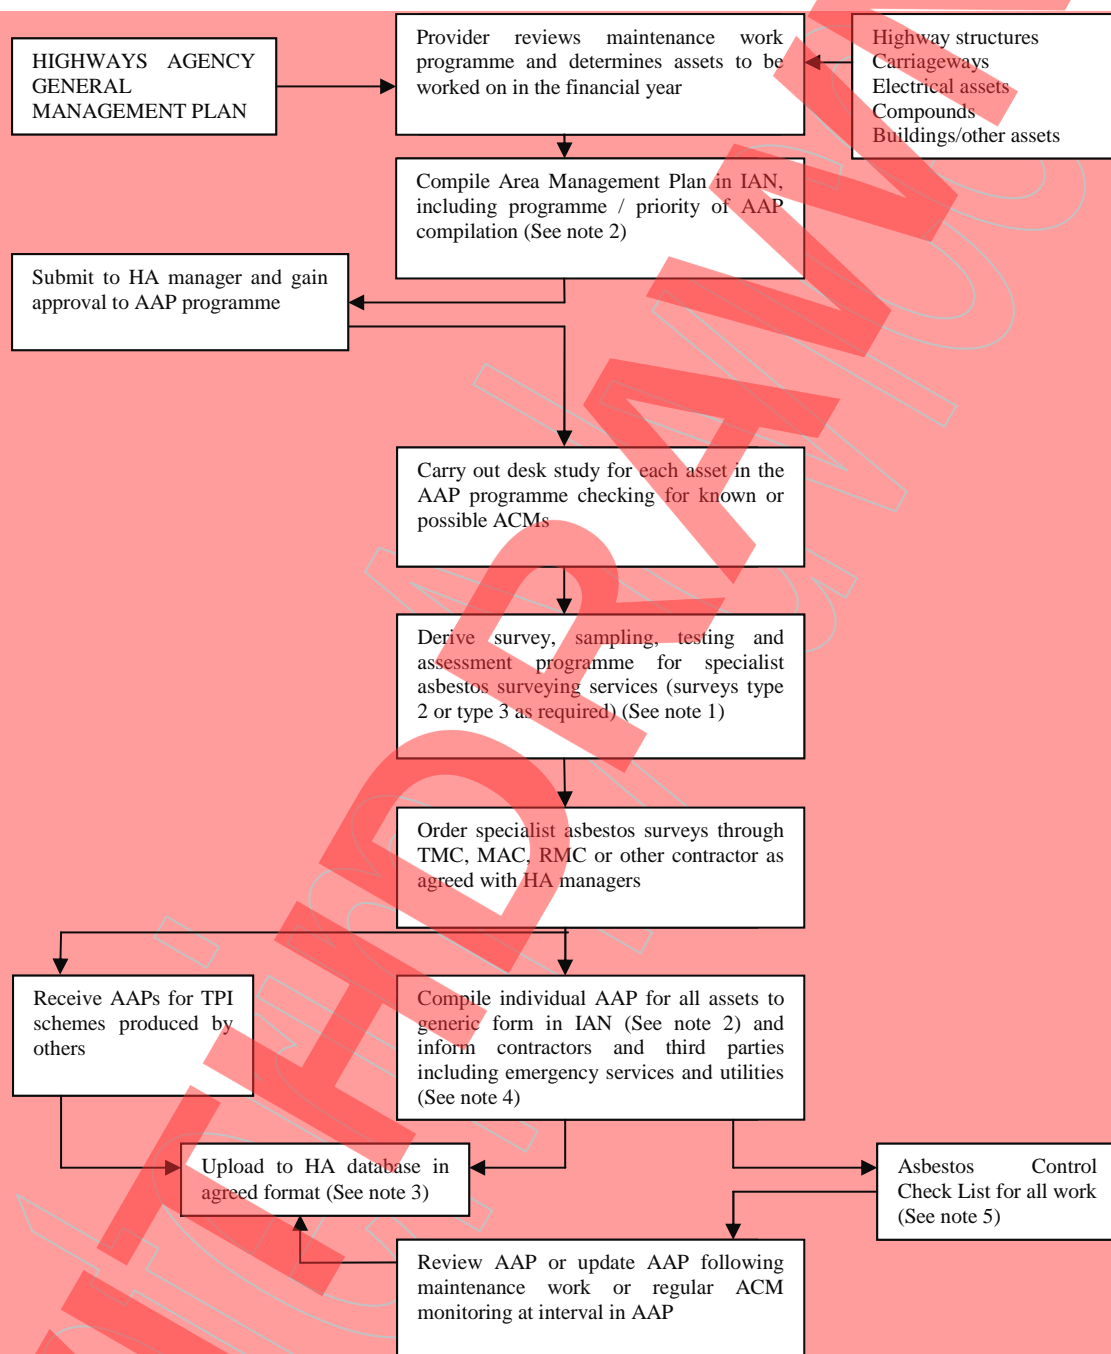 HIGHWAYS AGENCY
GENERAL
MANAGEMENT PLAN
Provider reviews maintenance work
programme and determines assets to be
worked on in the financial year
Highway structures
Carriageways
Electrical assets
Compounds
Buildings/other assets
Compile Area Management Plan in IAN,
including programme / priority of AAP
compilation (See note 2)
Submit to HA manager and gain
approval to AAP programme
Carry out desk study for each asset in the
AAP programme checking for known or
possible ACMs
Derive survey, sampling, testing and
assessment programme for specialist
asbestos surveying services (surveys type
2 or type 3 as required) (See note 1)
Order specialist asbestos surveys through
TMC, MAC, RMC or other contractor as
agreed with HA managers
Receive AAPs for TPI
schemes produced by
others
Compile individual AAP for all assets to
generic form in IAN (See note 2) and
inform contractors and third parties
including emergency services and utilities
(See note 4)
Upload to HA database in
agreed format (See note 3)
Asbestos Control
Check List for all work
(See note 5)
Review AAP or update AAP following
maintenance work or regular ACM
monitoring at interval in AAP
ITHDRAWN